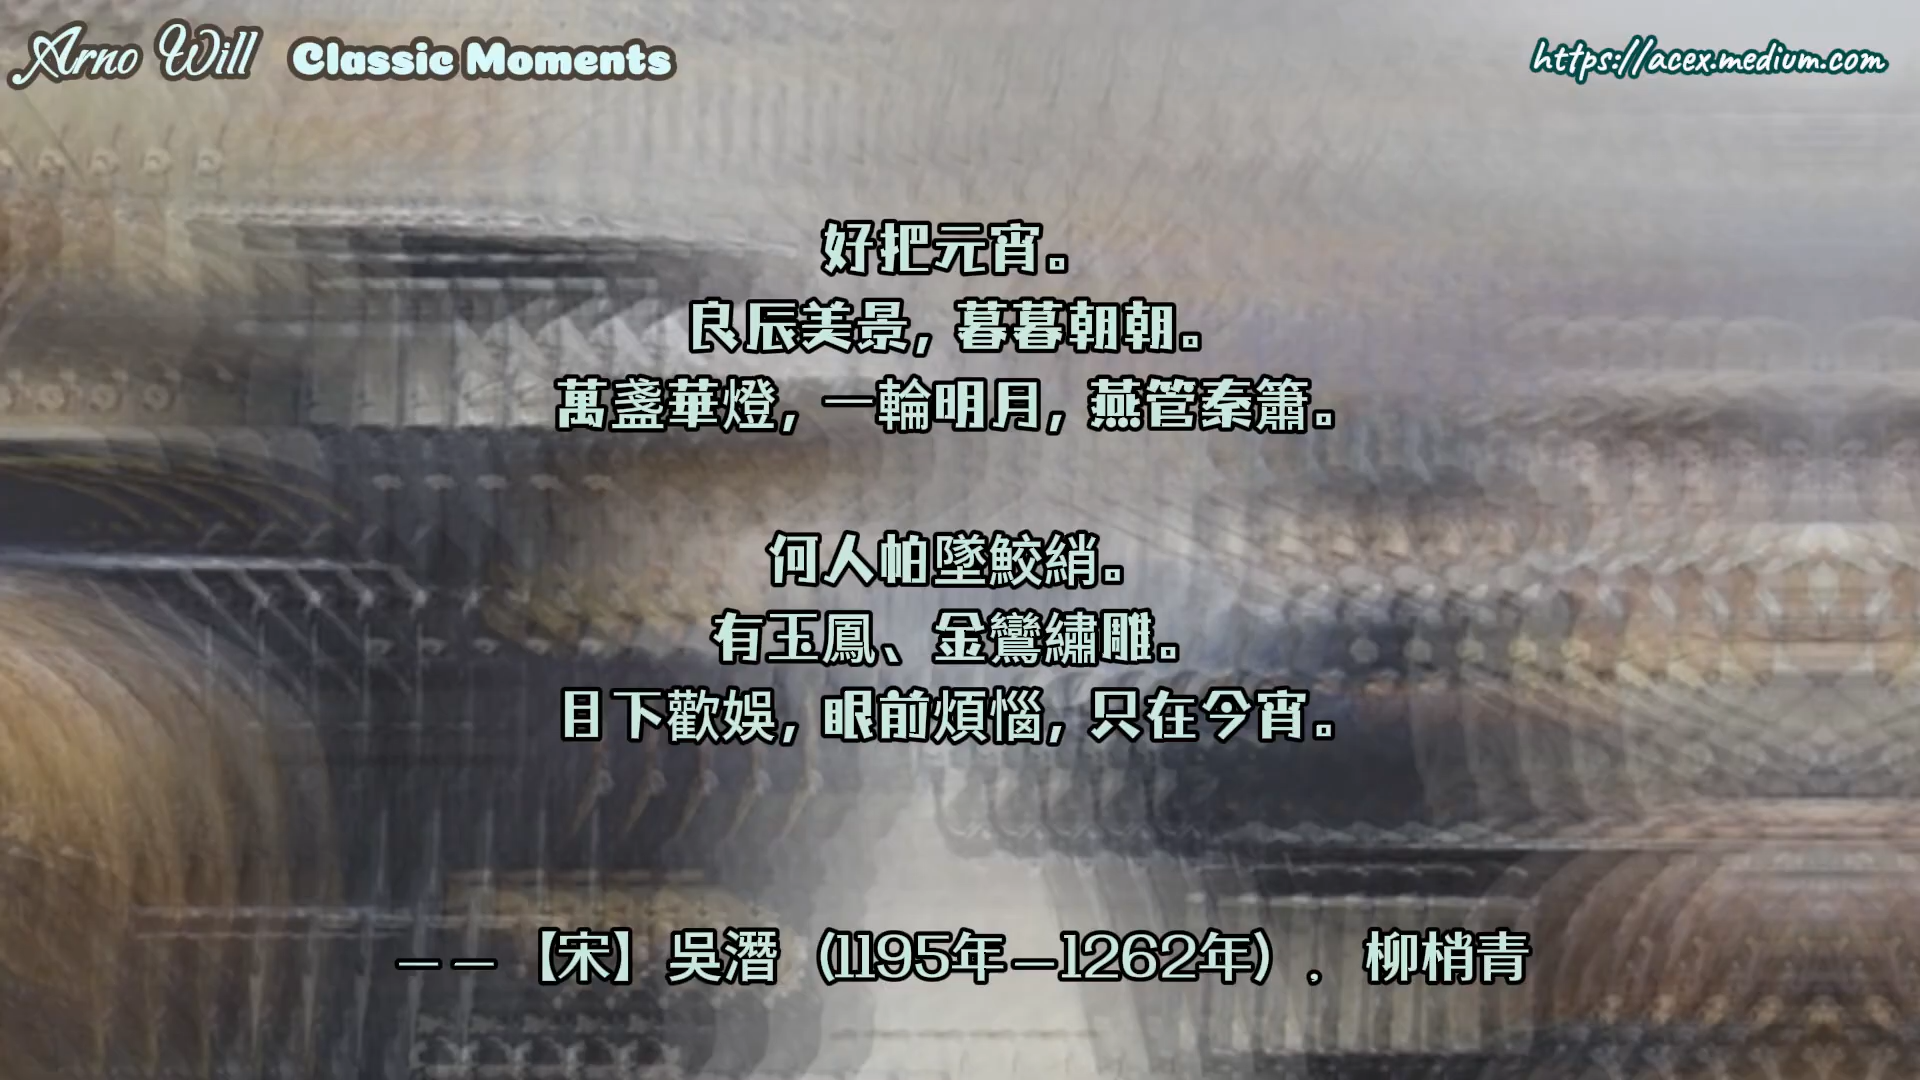 Arno Will Classic Moments
https://acex.medium.com
好把元宵。
良辰美景，暮暮朝朝。
萬盞華燈，一輪明月，燕管秦簫。
何人帕墜鮫綃。
有玉鳳、金鸞繡雕。
目下歡娛，眼前煩惱，只在今宵。
——【宋】吳潛（1195年—1262年）．柳梢青